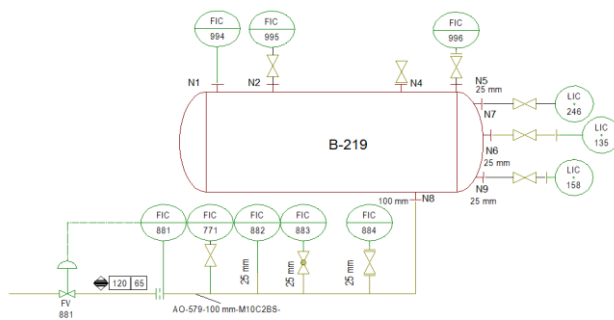 FIC
994
FIC
995
FIC
996
N1
N2
N4
N5
25 mm
N7
LIC
246
B-219
N6
LIC
135
25 mm
N9
LIC
158
25 mm
100 mm
N8
FIC
881
FIC
771
FIC
882
FIC
883
FIC
884
25 mm
25 mm
25 mm
120
65
FV
881
AO-579-100 mm-M10C2BS-